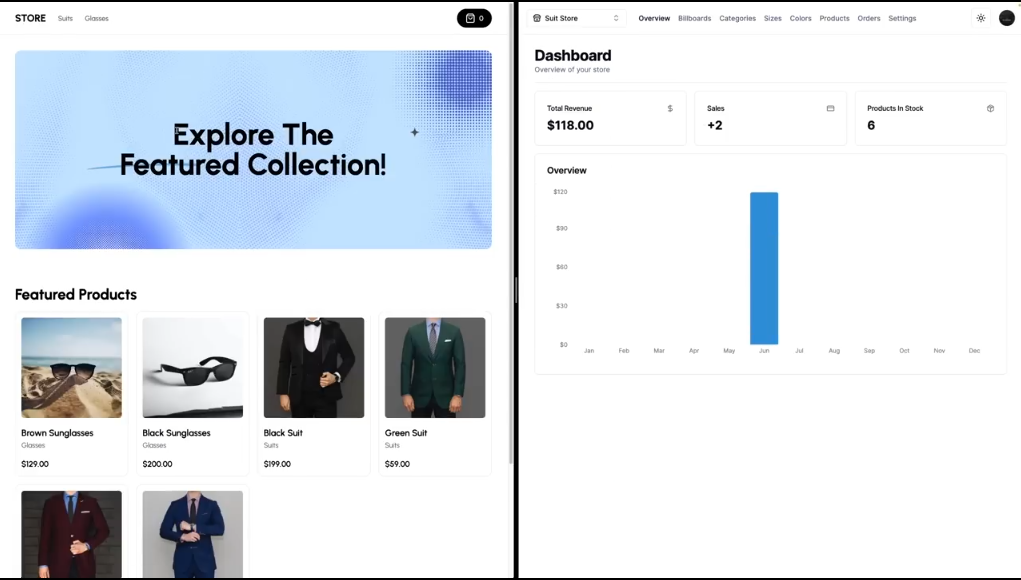 STORE Suits Glasses 0
Explore The
Featured Collection!
Featured Products
Brown Sunglasses
Glasses
$129.00
Black Sunglasses
Glasses
$200.00
Black Suit
Suits
$199.00
Green Suit
Suits
$59.00
Suit Store Overview Billboards Categories Sizes Colors Products Orders Settings
Dashboard
Overview of your store
Total Revenue $
$118.00
Sales
+2
Products In Stock
6
Overview
$120
$90
$60
$30
$0
Jan Feb Mar Apr May Jun Jul Aug Sep Oct Nov Dec